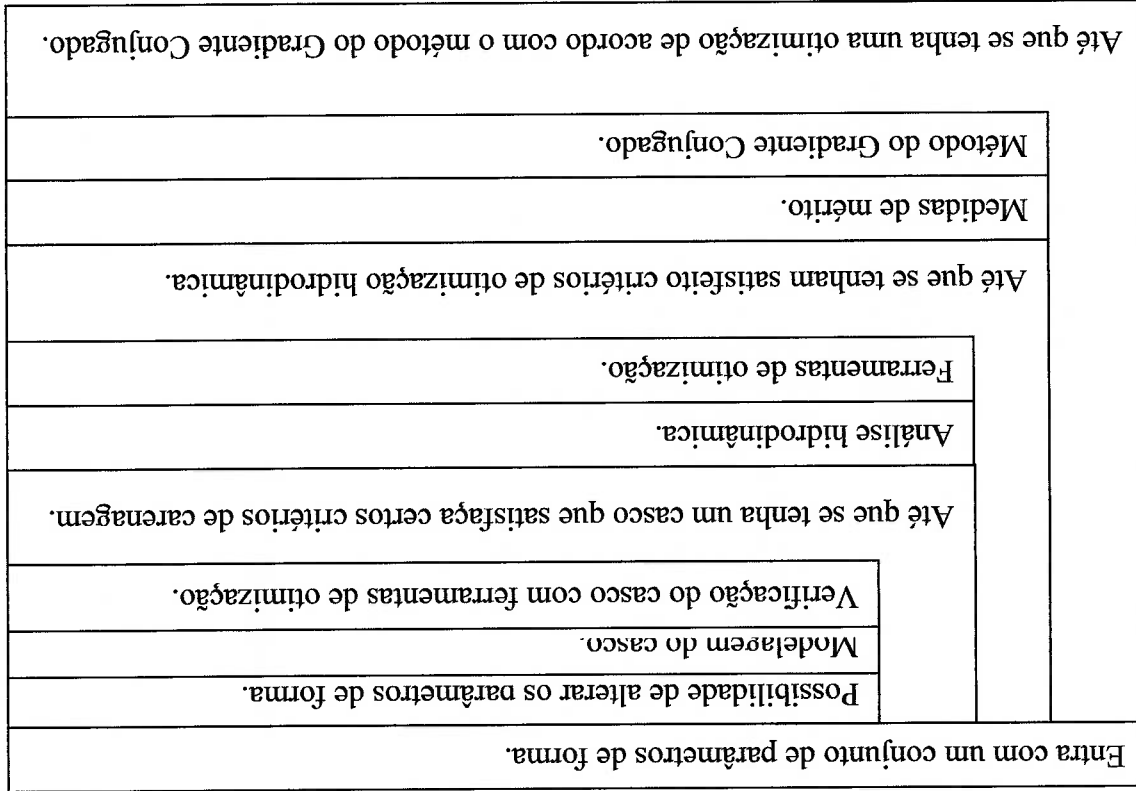 Entra com um conjunto de parâmetros de forma.
Possibilidade de alterar os parâmetros de forma.
Modelagem do casco.
Verificação do casco com ferramentas de otimização.
Até que se tenha um casco que satisfaça certos critérios de carenagem.
Análise hidrodinâmica.
Ferramentas de otimização.
Até que se tenham satisfeito critérios de otimização hidrodinâmica.
Medidas de mérito.
Método do Gradiente Conjugado.
Até que se tenha uma otimização de acordo com o método do Gradiente Conjugado.